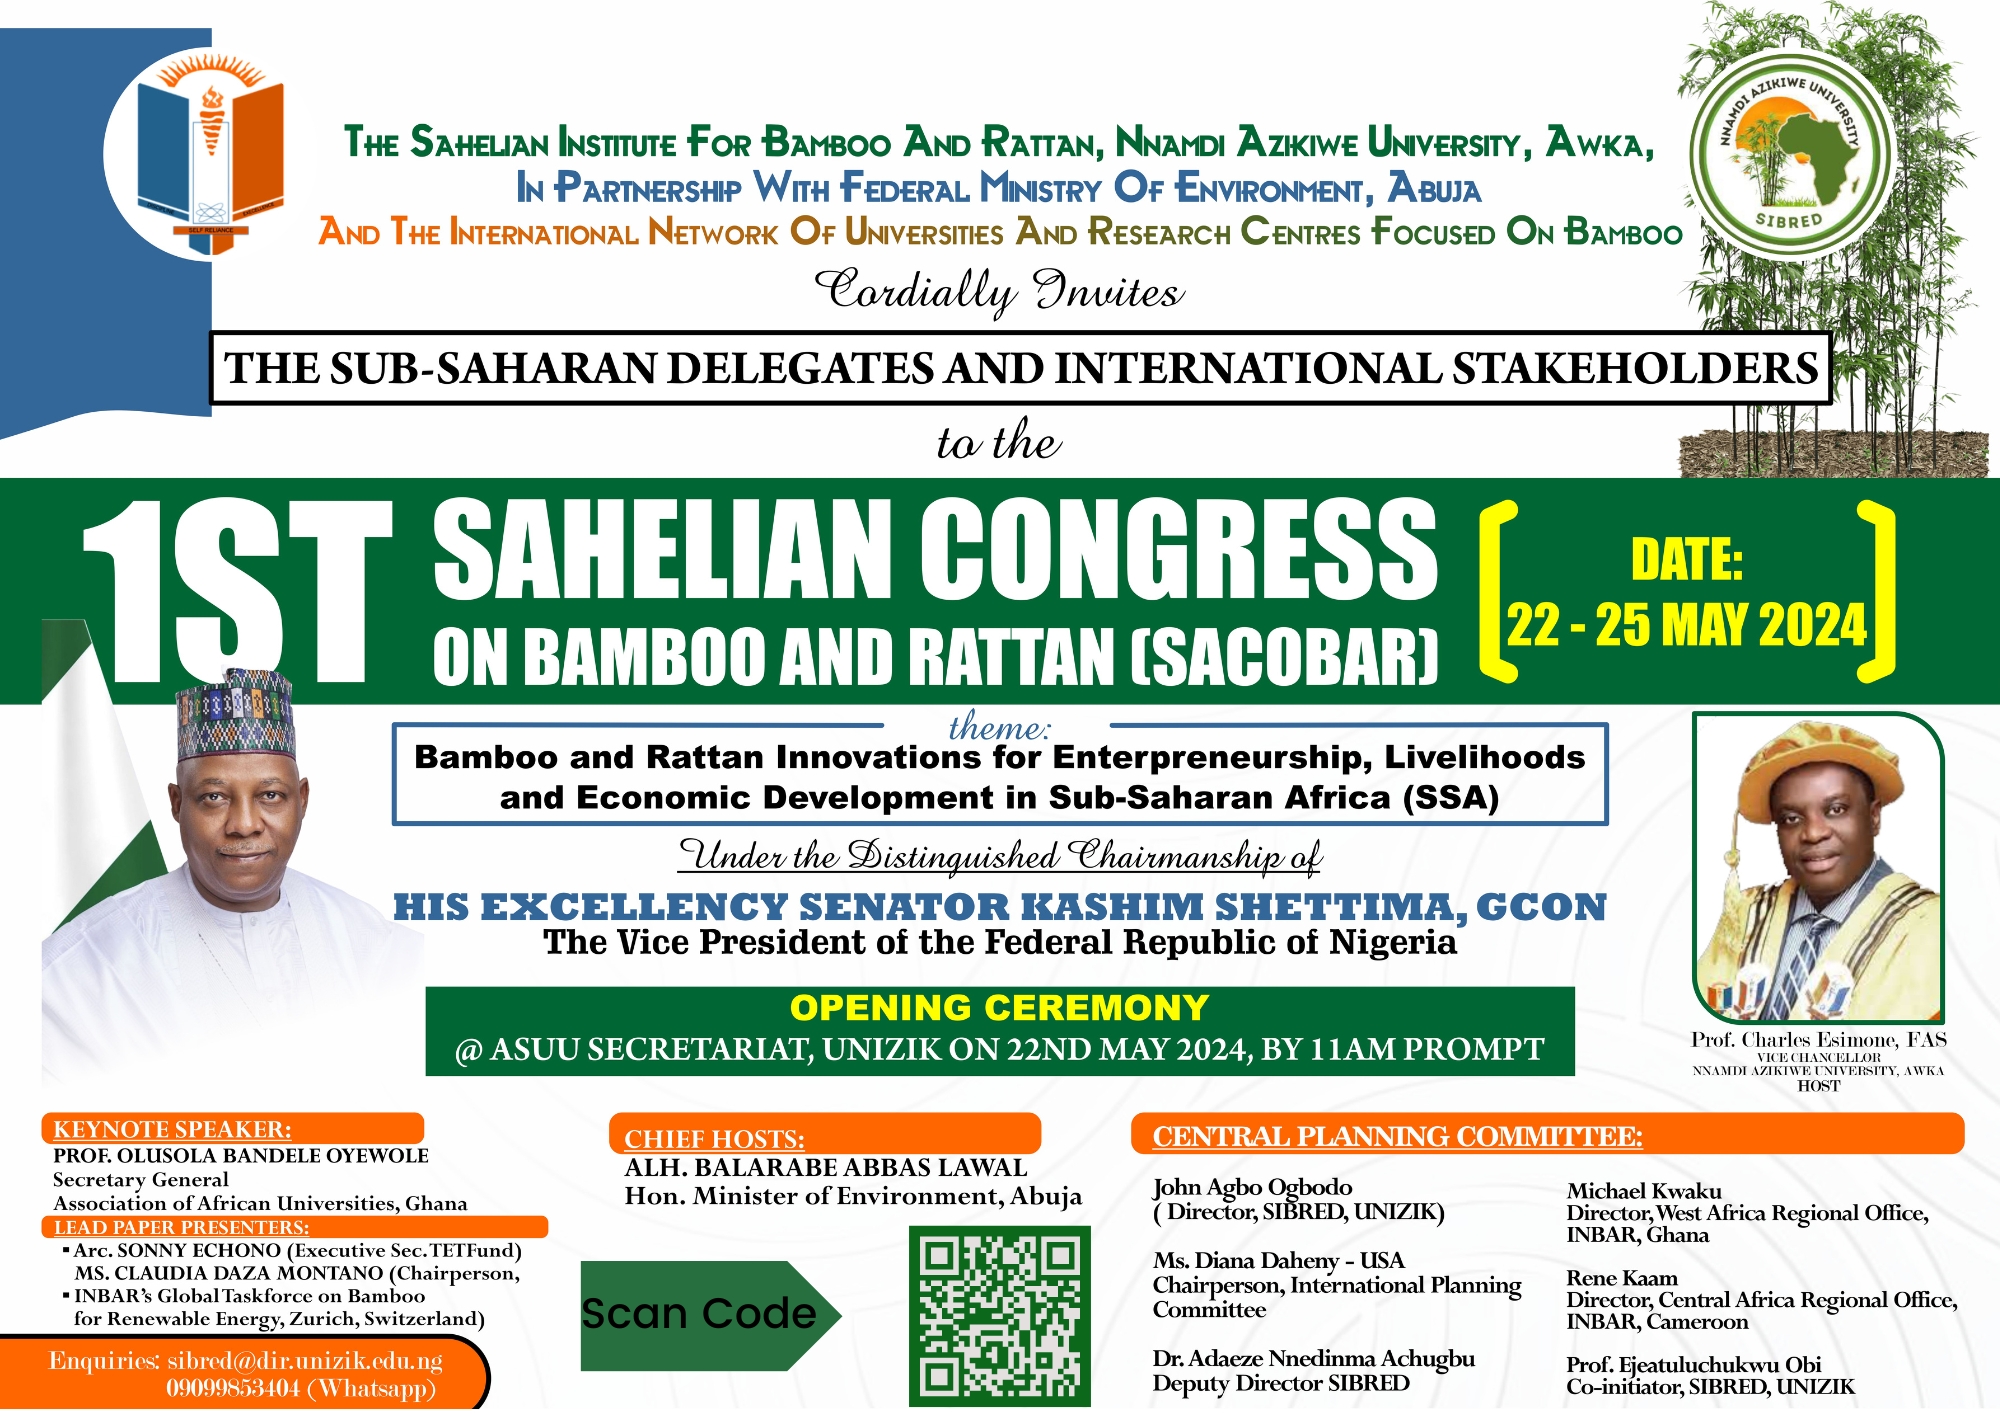 THE SAHELIAN INSTITUTE FOR BAMBOO AND RATTAN, NNAMDI AZIKIWE UNIVERSITY, AWKA,
IN PARTNERSHIP WITH FEDERAL MINISTRY OF ENVIRONMENT, ABUJA
AND THE INTERNATIONAL NETWORK OF UNIVERSITIES AND RESEARCH CENTRES FOCUSED ON BAMBOO
SELF RELIANCE
NNAMDI AZIKIWE UNIVERSITY
SIBRED
Cordially Invites
THE SUB-SAHARAN DELEGATES AND INTERNATIONAL STAKEHOLDERS
to the
1ST SAHELIAN CONGRESS
ON BAMBOO AND RATTAN (SACOBAR)
DATE:
22 - 25 MAY 2024
theme:
Bamboo and Rattan Innovations for Enterpreneurship, Livelihoods
and Economic Development in Sub-Saharan Africa (SSA)
Under the Distinguished Chairmanship of
HIS EXCELLENCY SENATOR KASHIM SHETTIMA, GCON
The Vice President of the Federal Republic of Nigeria
OPENING CEREMONY
@ ASUU SECRETARIAT, UNIZIK ON 22ND MAY 2024, BY 11AM PROMPT
Prof. Charles Esimone, FAS
VICE CHANCELLOR
NNAMDI AZIKIWE UNIVERSITY, AWKA
HOST
KEYNOTE SPEAKER:
PROF. OLUSOLA BANDELE OYEWOLE
Secretary General
Association of African Universities, Ghana
LEAD PAPER PRESENTERS:
▪ Arc. SONNY ECHONO (Executive Sec. TETFund)
MS. CLAUDIA DAZA MONTANO (Chairperson,
▪ INBAR's Global Taskforce on Bamboo
for Renewable Energy, Zurich, Switzerland)
Enquiries: sibred@dir.unizik.edu.ng
09099853404 (Whatsapp)
CHIEF HOSTS:
ALH. BALARABE ABBAS LAWAL
Hon. Minister of Environment, Abuja
Scan Code
CENTRAL PLANNING COMMITTEE:
John Agbo Ogbodo
( Director, SIBRED, UNIZIK)
Ms. Diana Daheny - USA
Chairperson, International Planning
Committee
Dr. Adaeze Nnedinma Achugbu
Deputy Director SIBRED
Michael Kwaku
Director, West Africa Regional Office,
INBAR, Ghana
Rene Kaam
Director, Central Africa Regional Office,
INBAR, Cameroon
Prof. Ejeatuluchukwu Obi
Co-initiator, SIBRED, UNIZIK